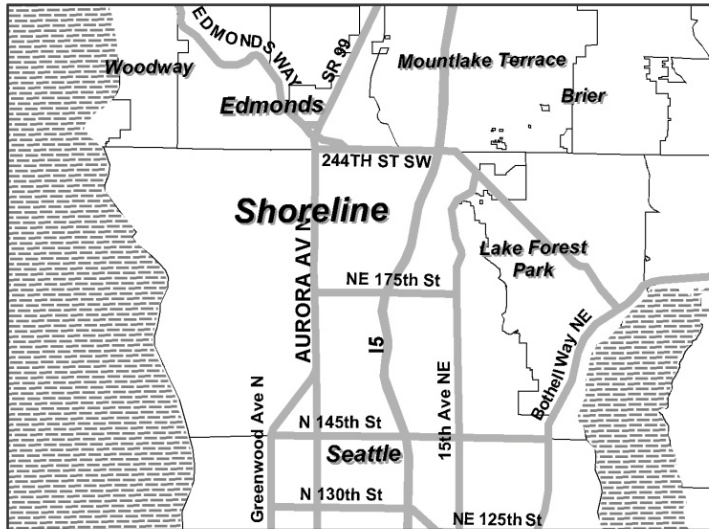 EDMONDS WAY
SR 99
Mountlake Terrace
Woodway
Edmonds
Brier
244TH ST SW
Shoreline
AURORA AV N
Lake Forest
Park
NE 175th St
I5
Bothell Way NE
Greenwood Ave N
15th Ave NE
N 145th St
Seattle
N 130th St
NE 125th St